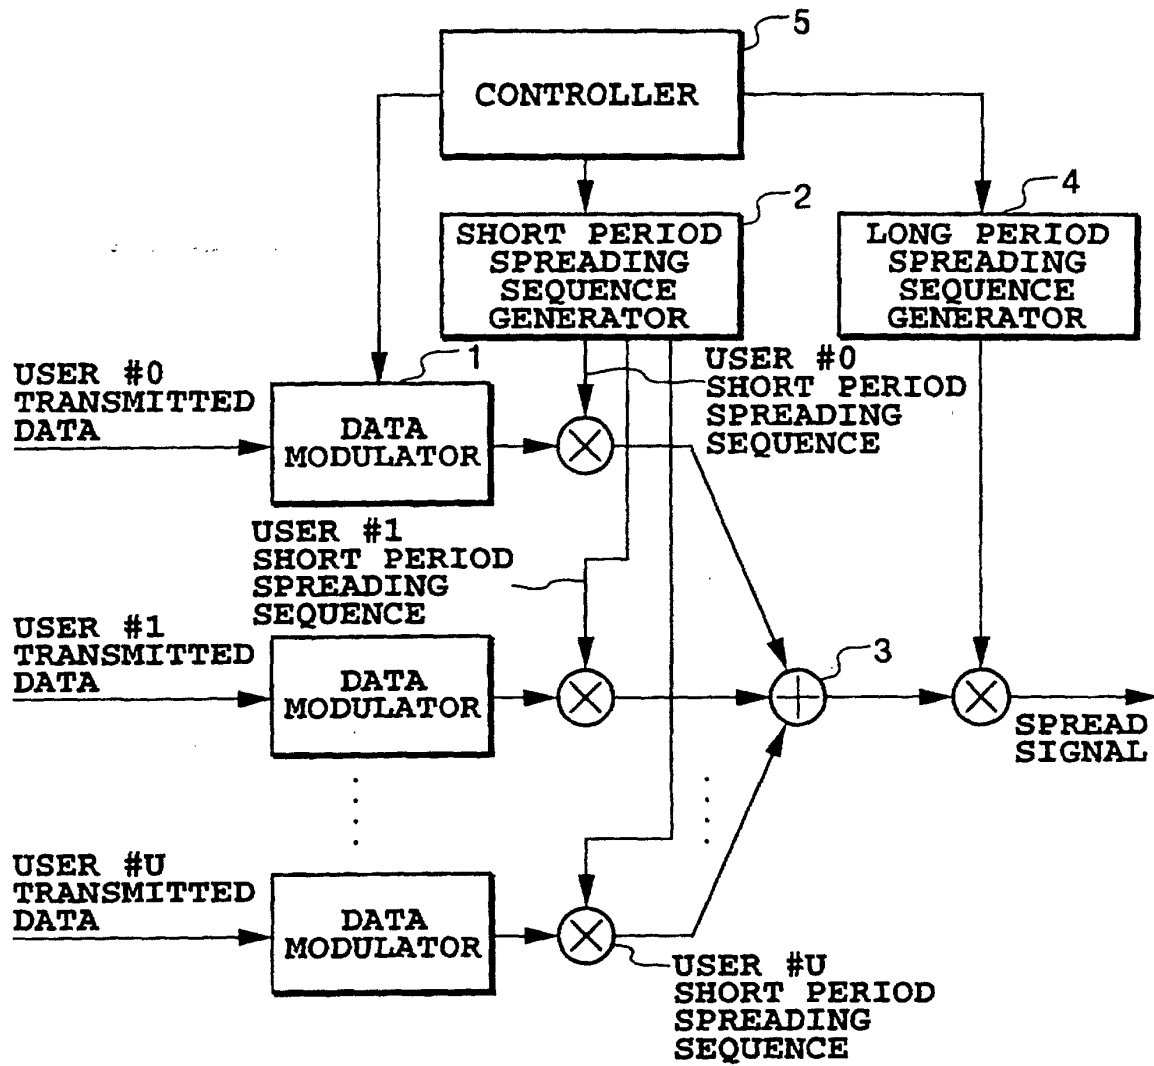 5
CONTROLLER
2
4
SHORT PERIOD
SPREADING
SEQUENCE
GENERATOR
LONG PERIOD
SPREADING
SEQUENCE
GENERATOR
USER #0
TRANSMITTED
DATA
1
DATA
MODULATOR
USER #0
SHORT PERIOD
SPREADING
SEQUENCE
USER #1
SHORT PERIOD
SPREADING
SEQUENCE
USER #1
TRANSMITTED
DATA
DATA
MODULATOR
3
SPREAD
SIGNAL
USER #U
TRANSMITTED
DATA
DATA
MODULATOR
USER #U
SHORT PERIOD
SPREADING
SEQUENCE